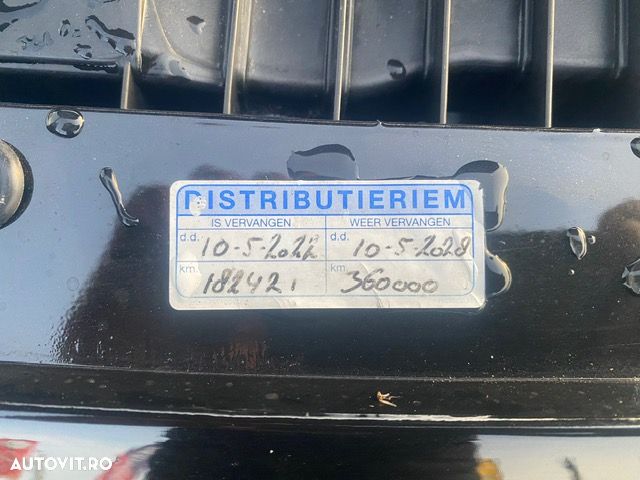 DISTRIBUTIERIEM
IS VERVANGEN WEER VERVANGEN
d.d. 10-5-2022 d.d. 10-5-2028
km. 182421 km. 360000
AUTOVIT.RO